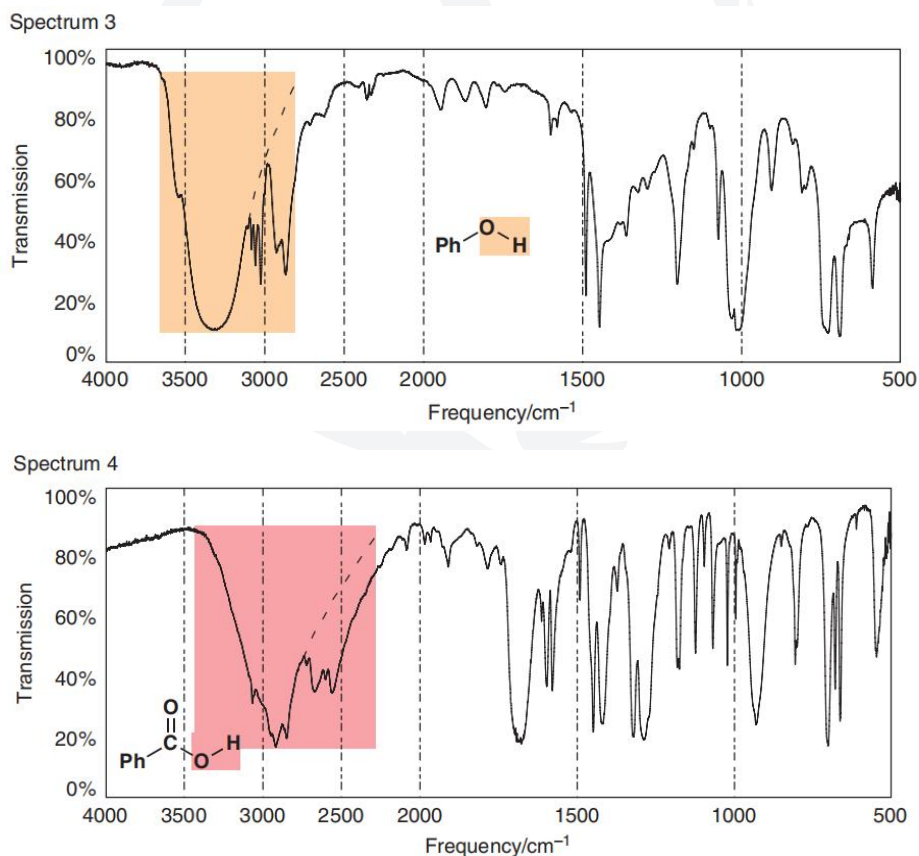 Spectrum 3
100%
80%
60%
40%
20%
0%
Transmission
Ph
O
H
4000 3500 3000 2500 2000 1500 1000 500
Frequency/cm⁻¹
Spectrum 4
100%
80%
60%
40%
20%
0%
Transmission
O
C
H
Ph
O
4000 3500 3000 2500 2000 1500 1000 500
Frequency/cm⁻¹